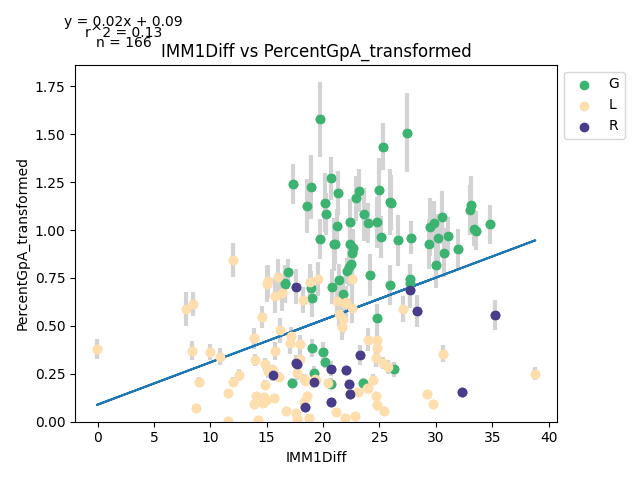 y = 0.02x + 0.09
r^2 = 0.13
n = 166
IMM1Diff vs PercentGpA_transformed
G
L
R
PercentGpA_transformed
1.75
1.50
1.25
1.00
0.75
0.50
0.25
0.00
0
5
10
15
20
25
30
35
40
IMM1Diff